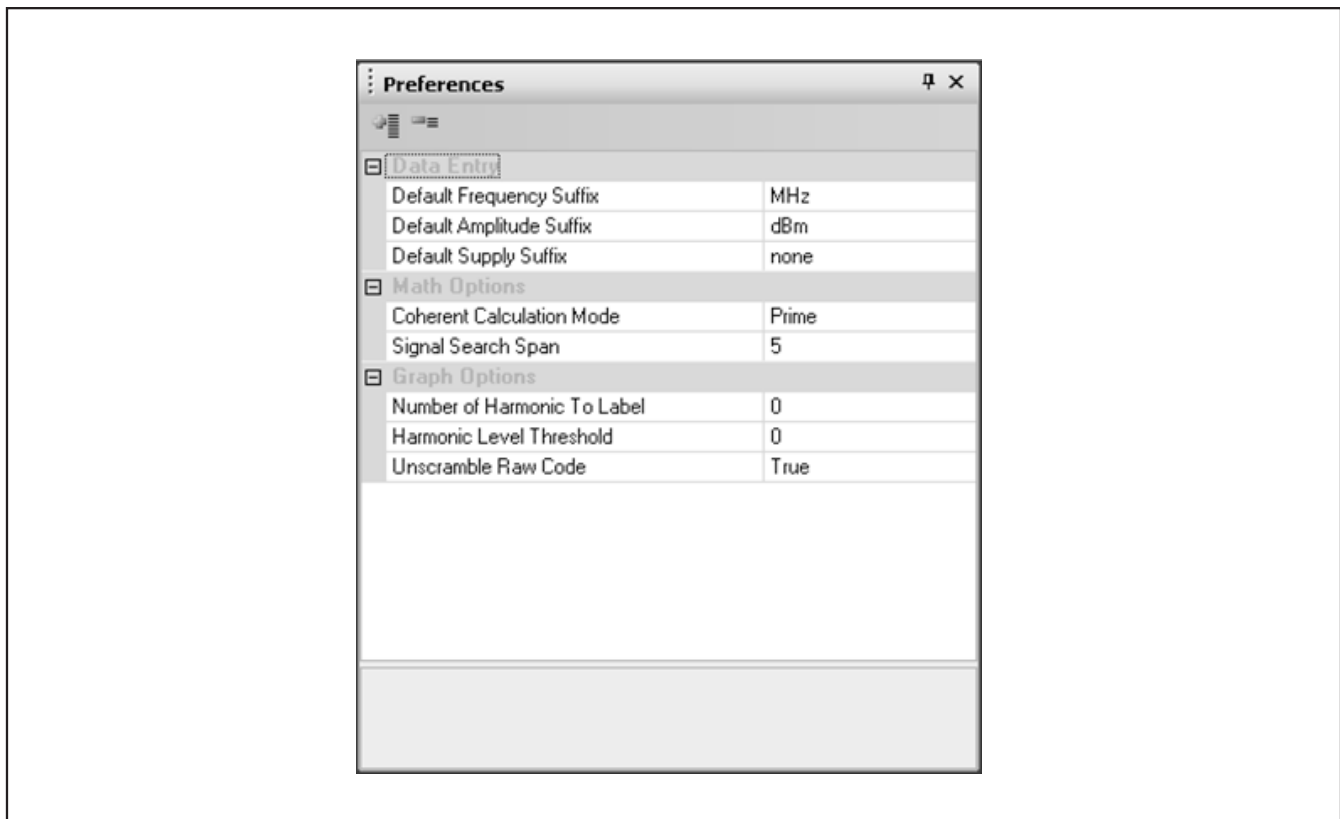 Preferences
Data Entry
Default Frequency Suffix MHz
Default Amplitude Suffix dBm
Default Supply Suffix none
Math Options
Coherent Calculation Mode Prime
Signal Search Span 5
Graph Options
Number of Harmonic To Label 0
Harmonic Level Threshold 0
Unscramble Raw Code True